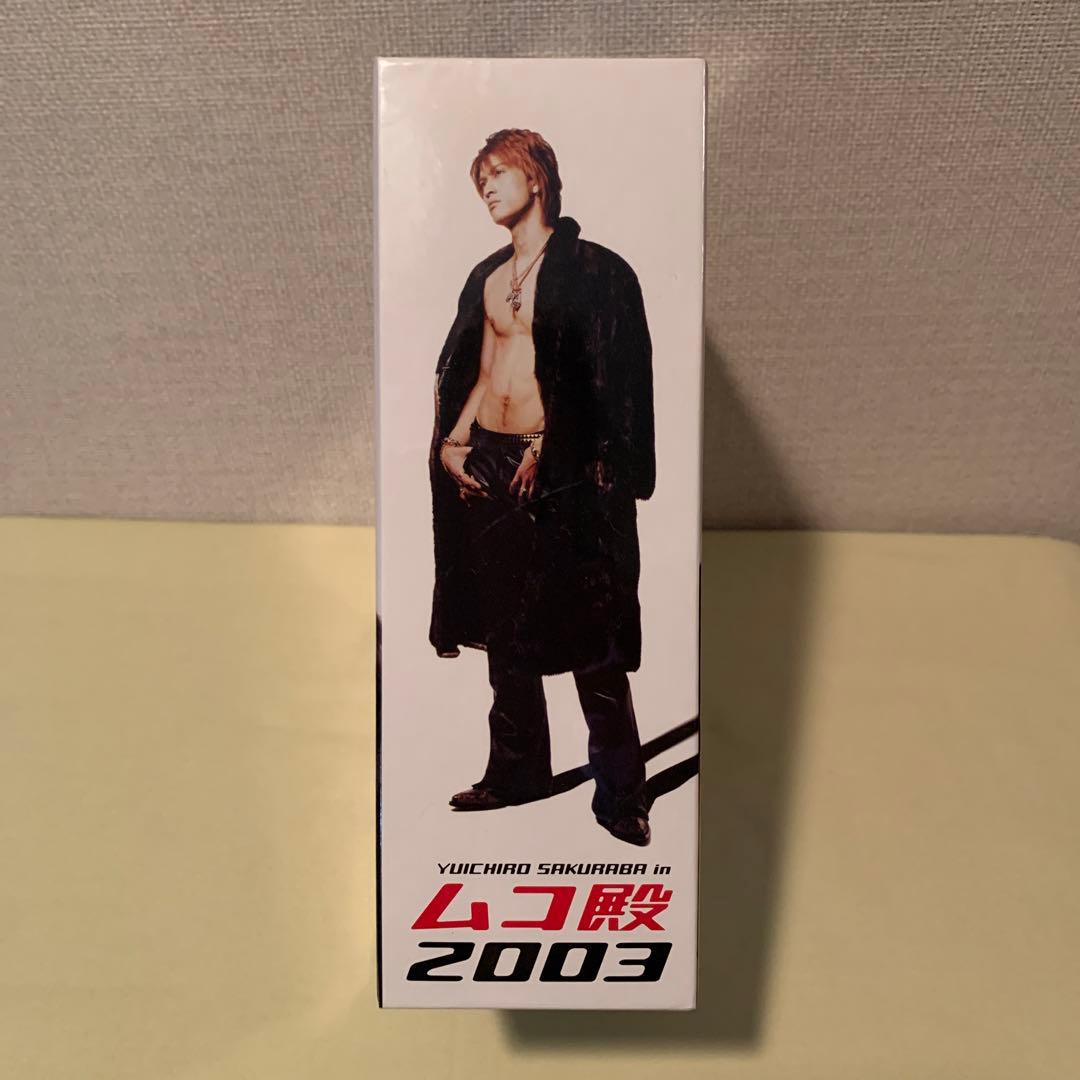 YUICHIRO SAKURABA in
ムコ殿
2003